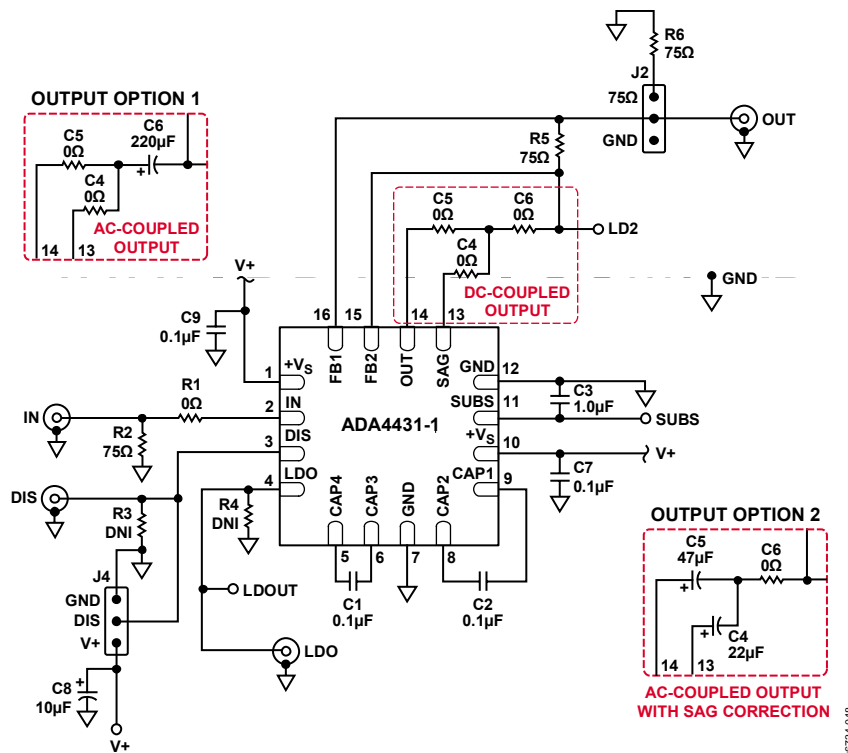 R6
75Ω
J2
75Ω
GND
OUT
OUTPUT OPTION 1
C5
0Ω
C6
220µF
+
C4
0Ω
AC-COUPLED
OUTPUT
14 13
R5
75Ω
C5
0Ω
C6
0Ω
C4
0Ω
LD2
DC-COUPLED
OUTPUT
GND
V+
C9
0.1µF
16 15 14 13
FB1 FB2 OUT SAG
1 +VS
2 IN
3 DIS
4 LDO
ADA4431-1
GND 12
SUBS 11
+VS 10
CAP1 9
CAP4 CAP3 GND CAP2
5 6 7 8
IN
R1
0Ω
R2
75Ω
DIS
R3
DNI
R4
DNI
J4
GND
DIS
V+
C8
10µF
+
V+
LDOUT
LDO
C1
0.1µF
C2
0.1µF
C3
1.0µF
SUBS
V+
C7
0.1µF
OUTPUT OPTION 2
C5
47µF
+
C6
0Ω
C4
22µF
+
14 13
AC-COUPLED OUTPUT
WITH SAG CORRECTION